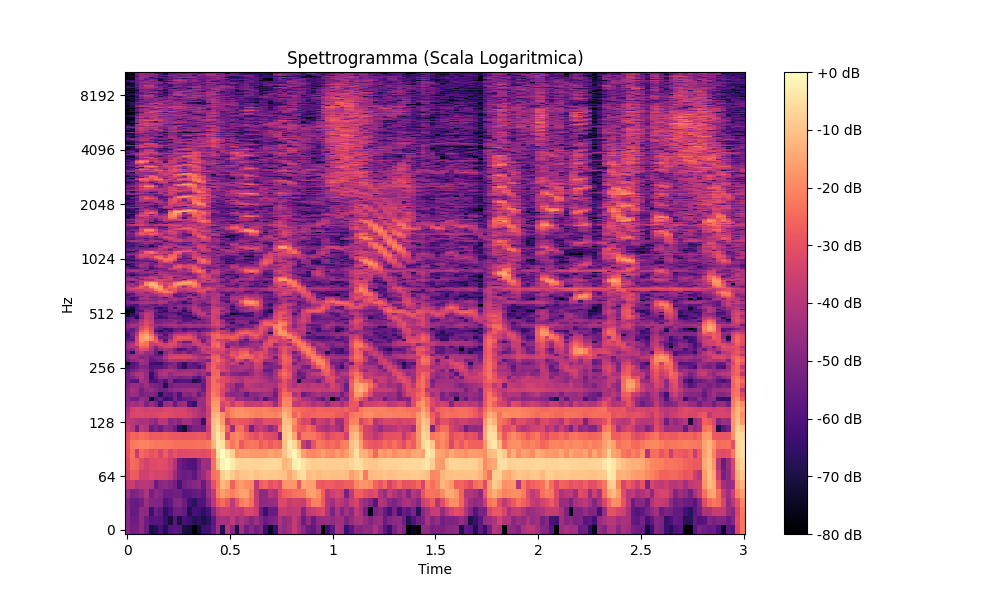 Spettrogramma (Scala Logaritmica)
Hz
8192
4096
2048
1024
512
256
128
64
0
0
0.5
1
1.5
2
2.5
3
Time
+0 dB
-10 dB
-20 dB
-30 dB
-40 dB
-50 dB
-60 dB
-70 dB
-80 dB